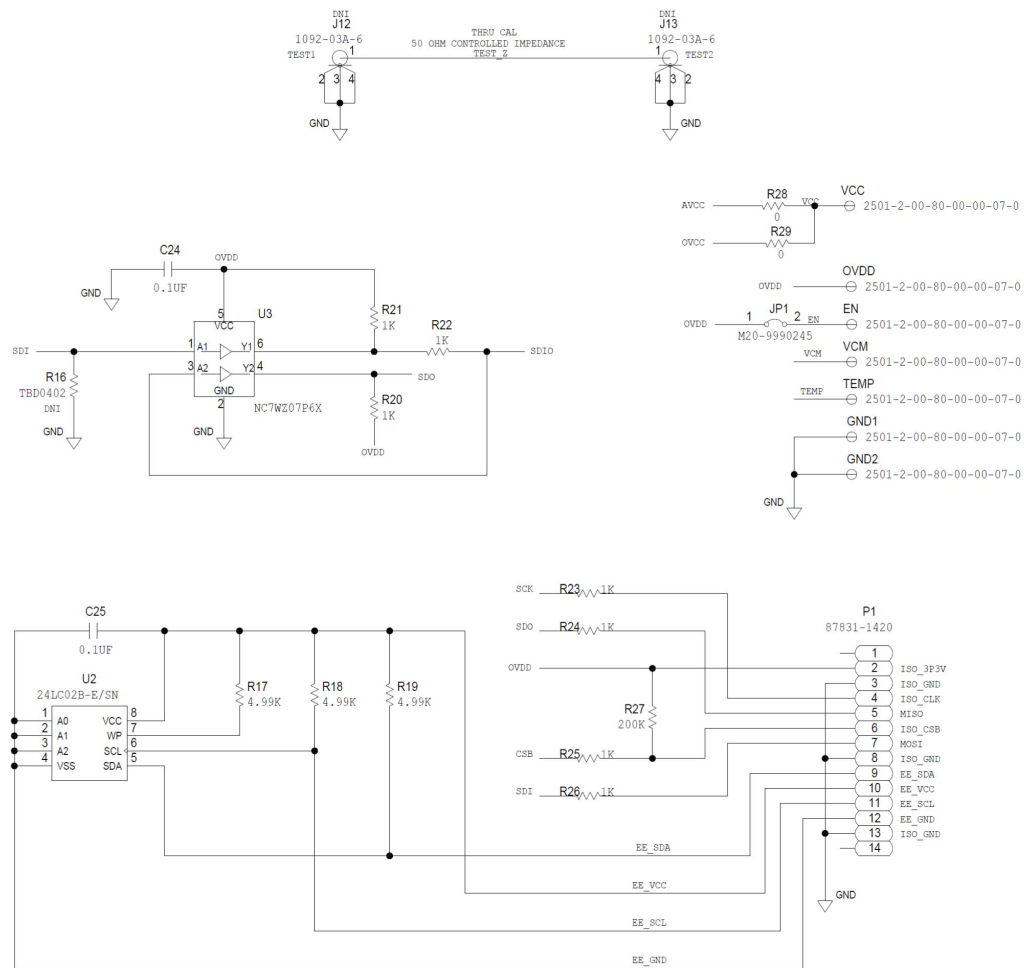 DNI
J12
1092-03A-6
TEST1
1
2 3 4
GND
THRU CAL
50 OHM CONTROLLED IMPEDANCE
TEST_Z
DNI
J13
1092-03A-6
1
TEST2
4 3 2
GND
C24
0.1UF
GND
OVDD
5
VCC
U3
SDI
1 A1 Y1 6
3 A2 Y2 4
GND
2
NC7WZ07P6X
GND
R16
TBD0402
DNI
GND
R21
1K
R22
1K
SDIO
SDO
R20
1K
OVDD
AVCC
R28
0
VCC
VCC
2501-2-00-80-00-00-07-0
OVCC
R29
0
OVDD
OVDD
2501-2-00-80-00-00-07-0
OVDD
1 JP1 2
M20-9990245
EN
EN
2501-2-00-80-00-00-07-0
VCM
VCM
2501-2-00-80-00-00-07-0
TEMP
TEMP
2501-2-00-80-00-00-07-0
GND1
2501-2-00-80-00-00-07-0
GND2
2501-2-00-80-00-00-07-0
GND
C25
0.1UF
U2
24LC02B-E/SN
1 A0 VCC 8
2 A1 WP 7
3 A2 SCL 6
4 VSS SDA 5
R17
4.99K
R18
4.99K
R19
4.99K
SCK R23 1K
SDO R24 1K
OVDD
R27
200K
CSB R25 1K
SDI R26 1K
P1
87831-1420
1
2 ISO_3P3V
3 ISO_GND
4 ISO_CLK
5 MISO
6 ISO_CSB
7 MOSI
8 ISO_GND
9 EE_SDA
10 EE_VCC
11 EE_SCL
12 EE_GND
13 ISO_GND
14
GND
EE_SDA
EE_VCC
EE_SCL
EE_GND